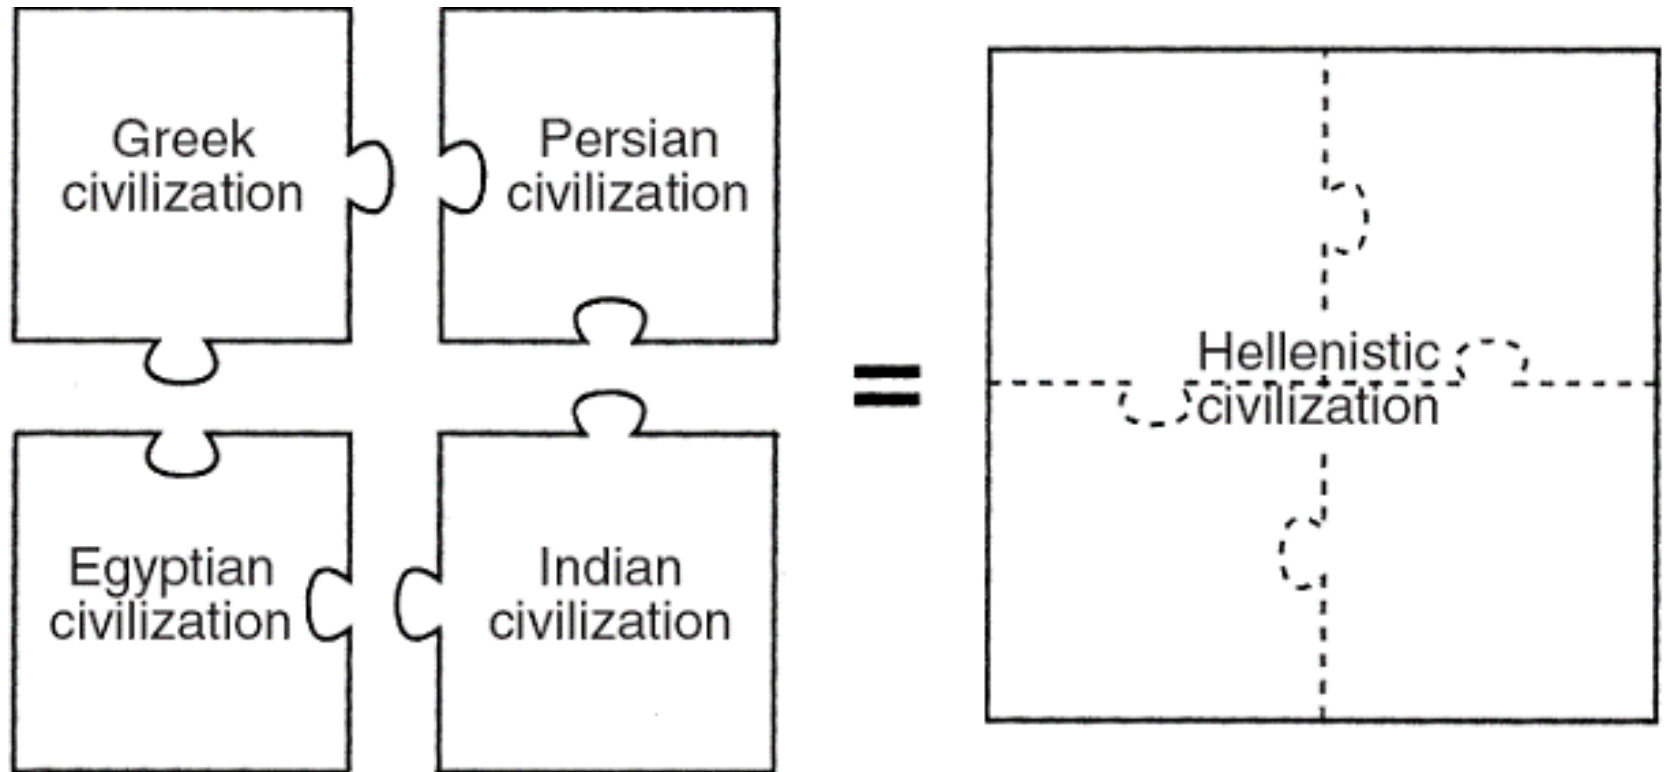 Greek
civilization
Persian
civilization
Egyptian
civilization
Indian
civilization
=
Hellenistic
civilization